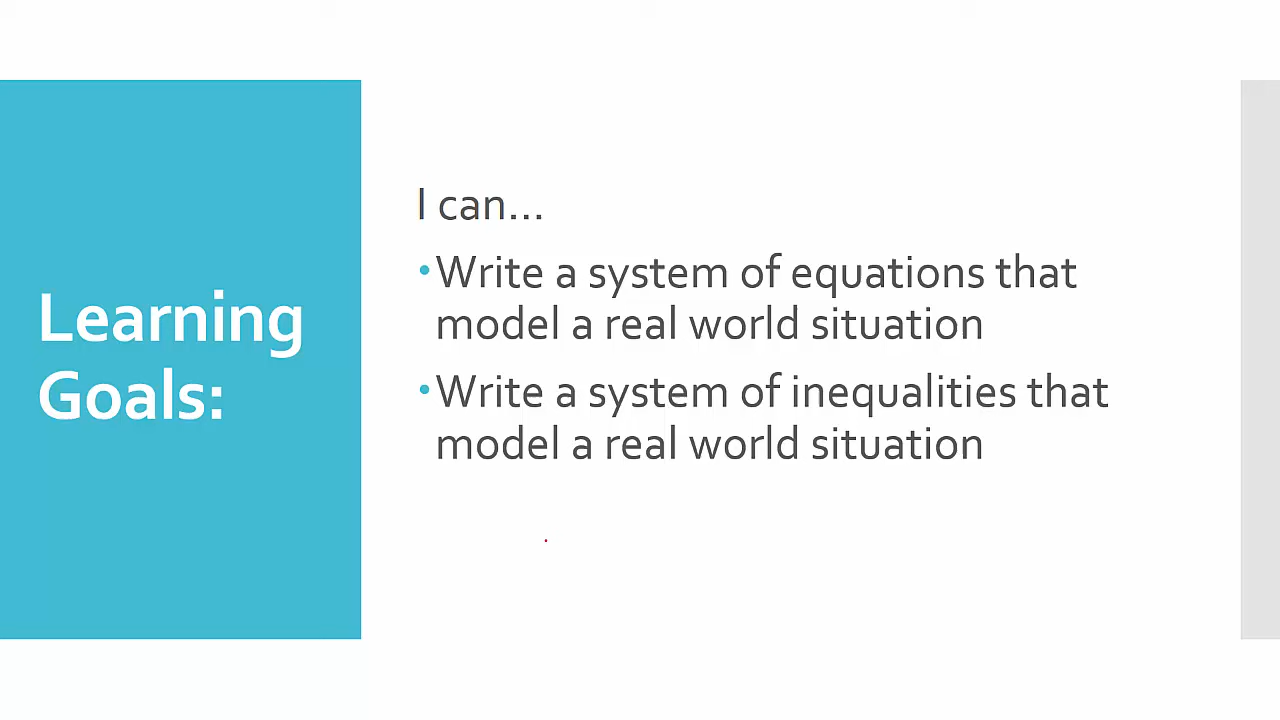 Learning
Goals:
I can...
•Write a system of equations that
model a real world situation
•Write a system of inequalities that
model a real world situation